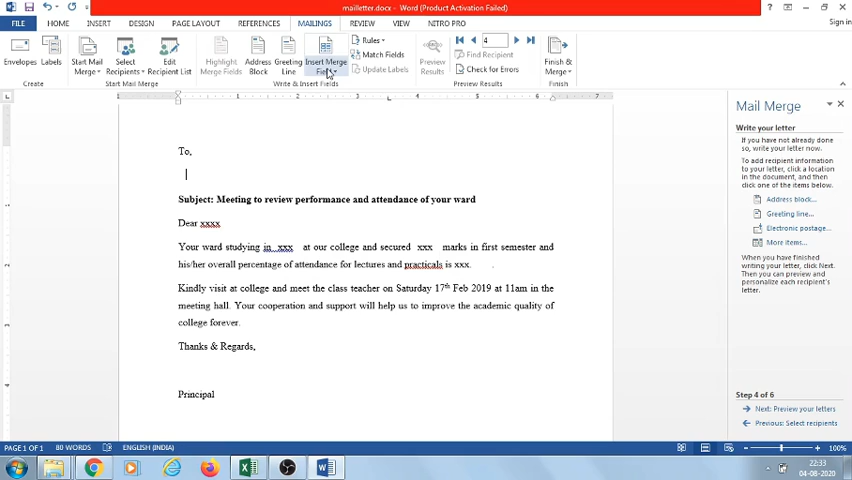 mailletter.docx - Word (Product Activation Failed)
FILE HOME INSERT DESIGN PAGE LAYOUT REFERENCES MAILINGS REVIEW VIEW NITRO PRO Sign in
Envelopes Labels
Create
Start Mail Merge Select Recipients Edit Recipient List
Start Mail Merge
Highlight Merge Fields Address Block Greeting Line Insert Merge Field
Rules
Match Fields
Update Labels
Write & Insert Fields
Preview Results
4
Find Recipient
Check for Errors
Preview Results
Finish & Merge
Finish
1 1 2 3 4 5 6 7
To,
Subject: Meeting to review performance and attendance of your ward
Dear xxxx
Your ward studying in xxx at our college and secured xxx marks in first semester and
his/her overall percentage of attendance for lectures and practicals is xxx.
Kindly visit at college and meet the class teacher on Saturday 17th Feb 2019 at 11am in the
meeting hall. Your cooperation and support will help us to improve the academic quality of
college forever.
Thanks & Regards,
Principal
Mail Merge
Write your letter
If you have not already done
so, write your letter now.
To add recipient information
to your letter, click a location
in the document, and then
click one of the items below.
Address block...
Greeting line...
Electronic postage...
More items...
When you have finished
writing your letter, click Next.
Then you can preview and
personalize each recipient's
letter.
Step 4 of 6
Next: Preview your letters
Previous: Select recipients
PAGE 1 OF 1 80 WORDS ENGLISH (INDIA) 100%
22:33
04-08-2020